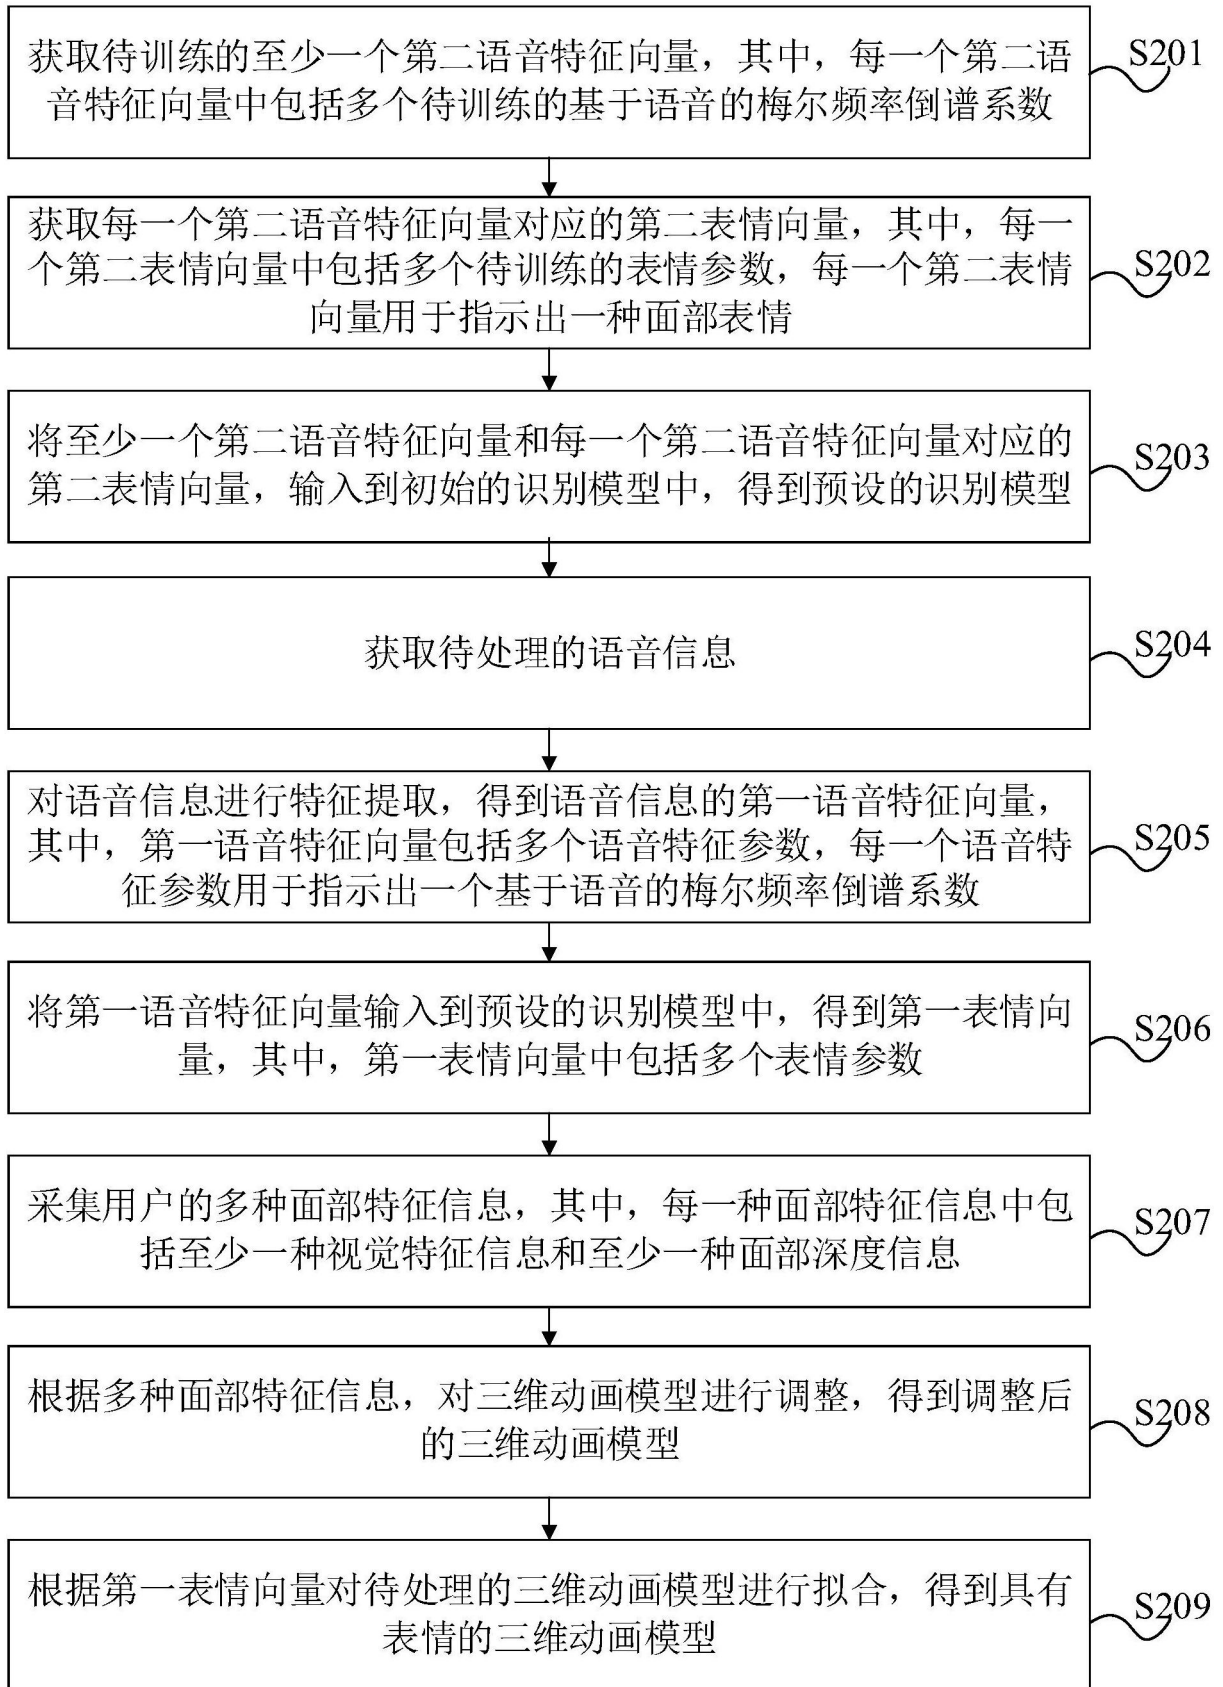 获取待训练的至少一个第二语音特征向量，其中，每一个第二语
音特征向量中包括多个待训练的基于语音的梅尔频率倒谱系数
S201
获取每一个第二语音特征向量对应的第二表情向量，其中，每一
个第二表情向量中包括多个待训练的表情参数，每一个第二表情
向量用于指示出一种面部表情
S202
将至少一个第二语音特征向量和每一个第二语音特征向量对应的
第二表情向量，输入到初始的识别模型中，得到预设的识别模型
S203
获取待处理的语音信息
S204
对语音信息进行特征提取，得到语音信息的第一语音特征向量，
其中，第一语音特征向量包括多个语音特征参数，每一个语音特
征参数用于指示出一个基于语音的梅尔频率倒谱系数
S205
将第一语音特征向量输入到预设的识别模型中，得到第一表情向
量，其中，第一表情向量中包括多个表情参数
S206
采集用户的多种面部特征信息，其中，每一种面部特征信息中包
括至少一种视觉特征信息和至少一种面部深度信息
S207
根据多种面部特征信息，对三维动画模型进行调整，得到调整后
的三维动画模型
S208
根据第一表情向量对待处理的三维动画模型进行拟合，得到具有
表情的三维动画模型
S209